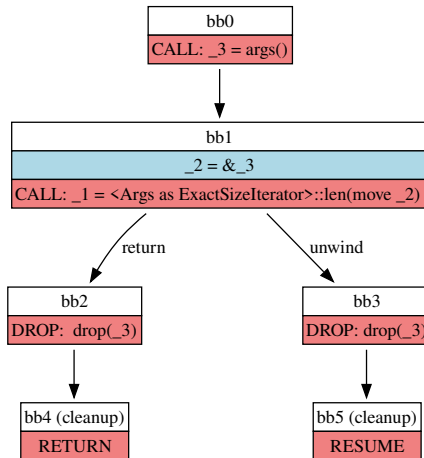 bb0
CALL: _3 = args()
bb1
_2 = &_3
CALL: _1 = <Args as ExactSizeIterator>::len(move _2)
return
unwind
bb2
DROP: drop(_3)
bb3
DROP: drop(_3)
bb4 (cleanup)
RETURN
bb5 (cleanup)
RESUME